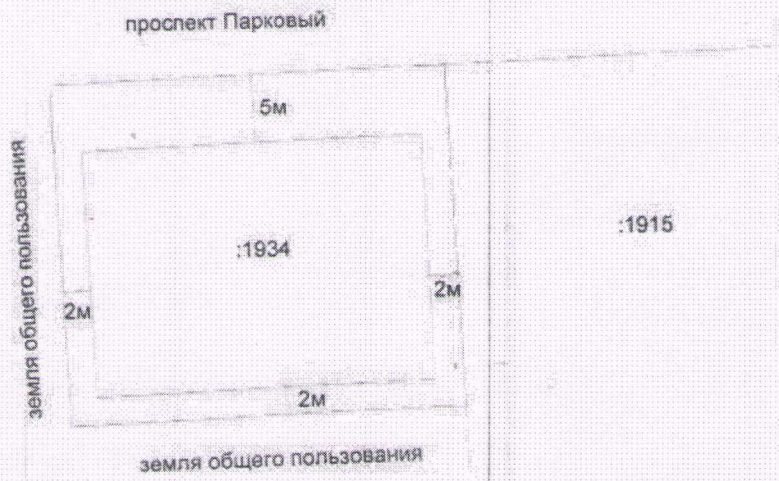 проспект Парковый
5м
земля общего пользования
:1934
:1915
2м
2м
2м
земля общего пользования